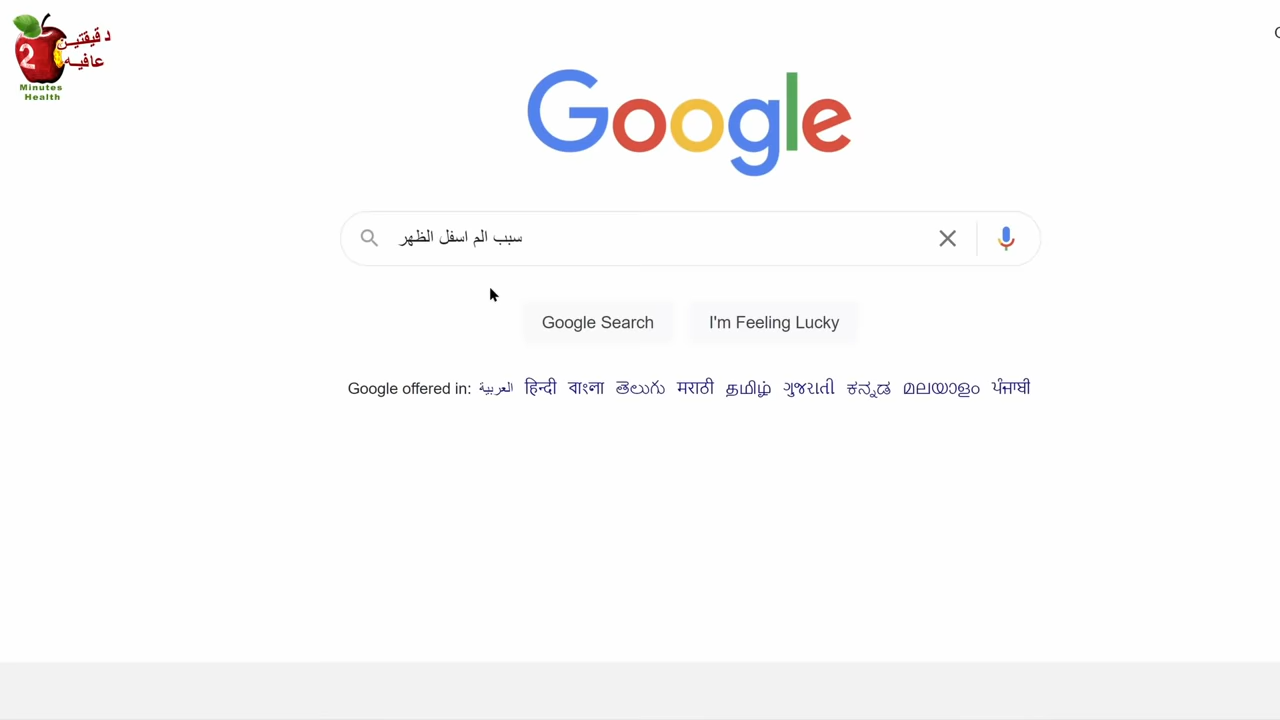 دقيقتين
عافيه
2
Minutes
Health
Google
سبب الم اسفل الظهر
Google Search
I'm Feeling Lucky
Google offered in: العربية हिन्दी বাংলা తెలుగు मराठी தமிழ் ગુજરાતી ಕನ್ನಡ മലയാളം ਪੰਜਾਬੀ